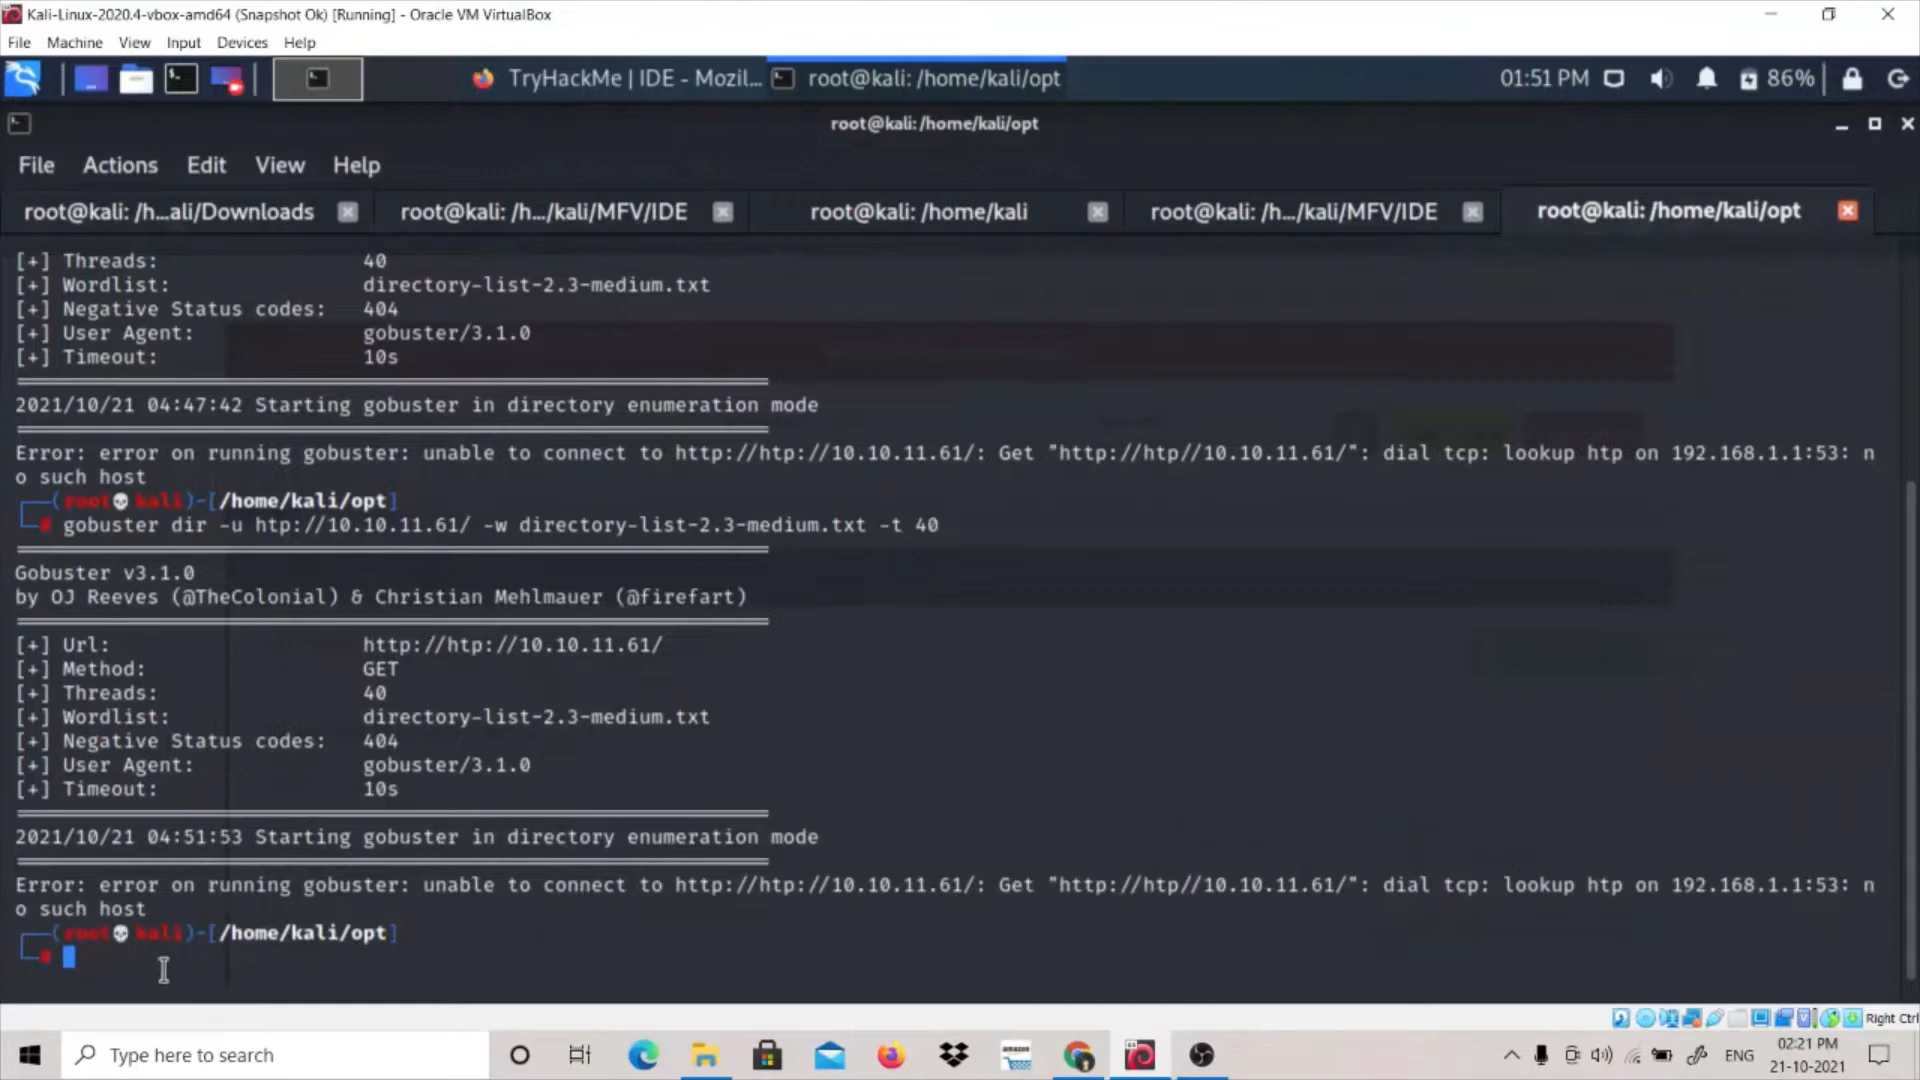 Kali-Linux-2020.4-vbox-amd64 (Snapshot Ok) [Running] - Oracle VM VirtualBox
File Machine View Input Devices Help
TryHackMe | IDE - Mozil... root@kali: /home/kali/opt 01:51 PM 86%
root@kali:/home/kali/opt
File Actions Edit View Help
root@kali: /h...ali/Downloads root@kali: /h.../kali/MFV/IDE root@kali: /home/kali root@kali: /h.../kali/MFV/IDE root@kali: /home/kali/opt
[+] Threads: 40
[+] Wordlist: directory-list-2.3-medium.txt
[+] Negative Status codes: 404
[+] User Agent: gobuster/3.1.0
[+] Timeout: 10s
2021/10/21 04:47:42 Starting gobuster in directory enumeration mode
Error: error on running gobuster: unable to connect to http://htp://10.10.11.61/: Get "http://htp//10.10.11.61/": dial tcp: lookup htp on 192.168.1.1:53: n
o such host
(root💀kali)-[/home/kali/opt]
# gobuster dir -u htp://10.10.11.61/ -w directory-list-2.3-medium.txt -t 40
Gobuster v3.1.0
by OJ Reeves (@TheColonial) & Christian Mehlmauer (@firefart)
[+] Url: http://htp://10.10.11.61/
[+] Method: GET
[+] Threads: 40
[+] Wordlist: directory-list-2.3-medium.txt
[+] Negative Status codes: 404
[+] User Agent: gobuster/3.1.0
[+] Timeout: 10s
2021/10/21 04:51:53 Starting gobuster in directory enumeration mode
Error: error on running gobuster: unable to connect to http://htp://10.10.11.61/: Get "http://htp//10.10.11.61/": dial tcp: lookup htp on 192.168.1.1:53: n
o such host
(root💀kali)-[/home/kali/opt]
#
Right Ctrl
Type here to search amazon ENG 02:21 PM
21-10-2021